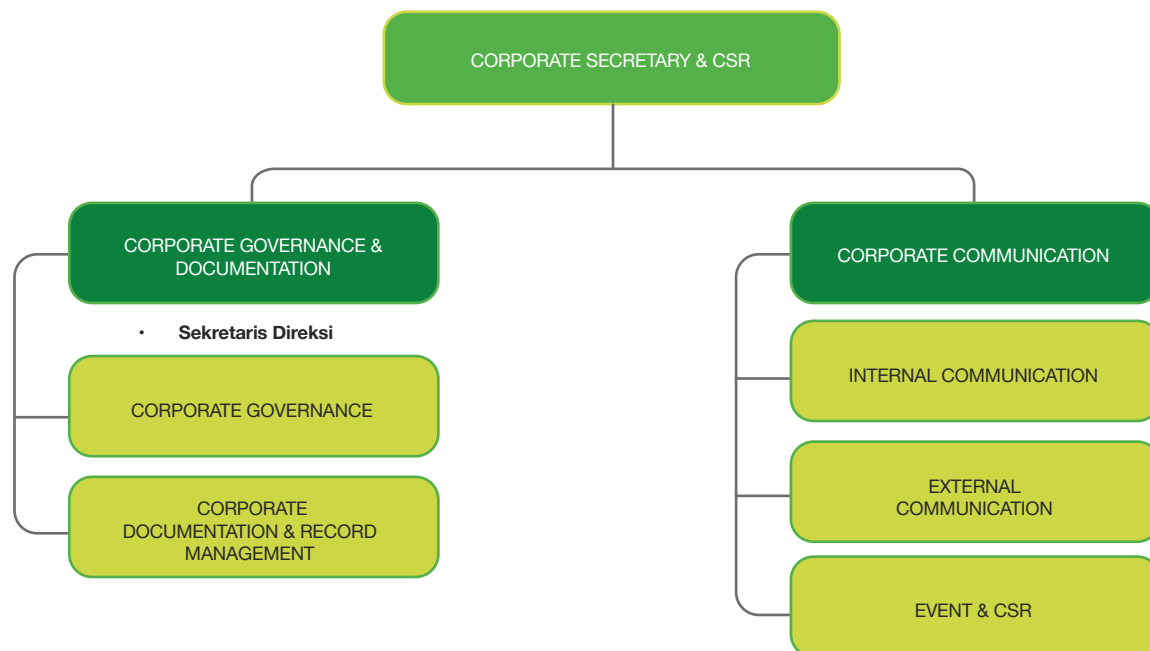 CORPORATE SECRETARY & CSR
CORPORATE GOVERNANCE &
DOCUMENTATION
• Sekretaris Direksi
CORPORATE GOVERNANCE
CORPORATE
DOCUMENTATION & RECORD
MANAGEMENT
CORPORATE COMMUNICATION
INTERNAL COMMUNICATION
EXTERNAL
COMMUNICATION
EVENT & CSR